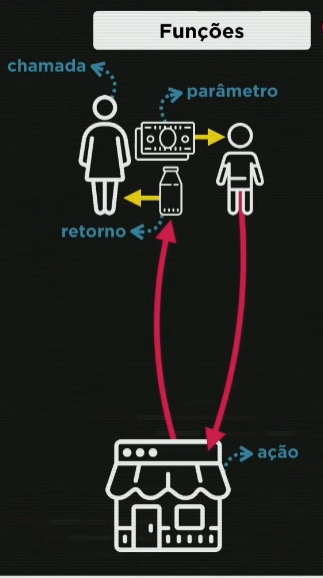 Funções
chamada
parâmetro
retorno
ação